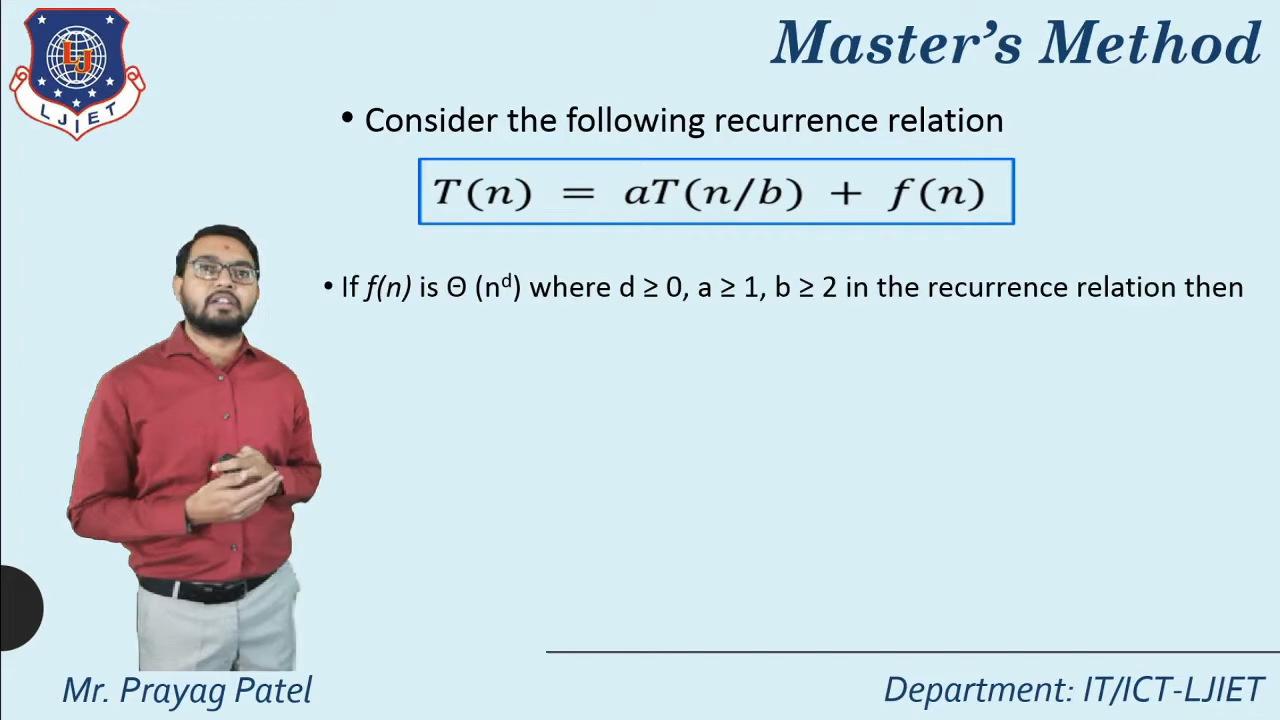 LJ
LJIET
Master's Method
• Consider the following recurrence relation
T(n) = aT(n/b) + f(n)
• If f(n) is Θ (nᵈ) where d ≥ 0, a ≥ 1, b ≥ 2 in the recurrence relation then
Mr. Prayag Patel
Department: IT/ICT-LJIET